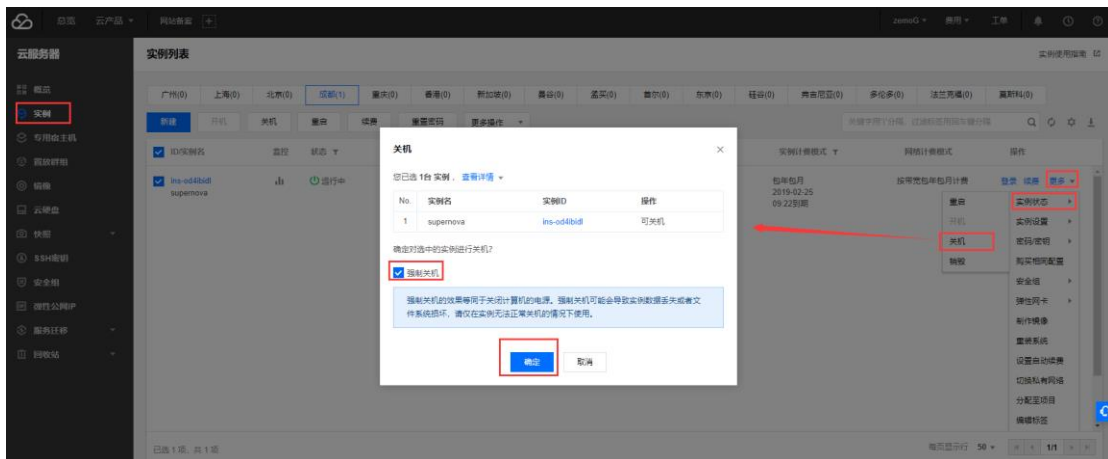 总览 云产品 网站备案 zemoG 费用 工单
云服务器
实例列表
实例使用指南
概览
实例
专用宿主机
置放群组
镜像
云硬盘
快照
SSH密钥
安全组
弹性公网IP
服务迁移
回收站
广州(0) 上海(0) 北京(0) 成都(1) 重庆(0) 香港(0) 新加坡(0) 曼谷(0) 孟买(0) 首尔(0) 东京(0) 硅谷(0) 弗吉尼亚(0) 多伦多(0) 法兰克福(0) 莫斯科(0)
新建 开机 关机 重启 续费 重置密码 更多操作
ID/实例名 监控 状态 实例计费模式 网络计费模式 操作
ins-od4ibidl 运行中 包年包月 按带宽包年包月计费 登录 续费 更多
supernova 2019-02-25
09:22到期
关机
您已选 1台 实例， 查看详情
No. 实例名 实例ID 操作
1 supernova ins-od4ibidl 可关机
确定对选中的实例进行关机?
强制关机
强制关机的效果等同于关闭计算机的电源。强制关机可能会导致实例数据丢失或者文
件系统损坏，请仅在实例无法正常关机的情况下使用。
确定 取消
重启
开机
关机
销毁
实例状态
实例设置
密码/密钥
购买相同配置
安全组
弹性网卡
制作镜像
重装系统
设置自动续费
切换私有网络
分配至项目
编辑标签
已选 1 项，共 1 项
每页显示行 50 1/1